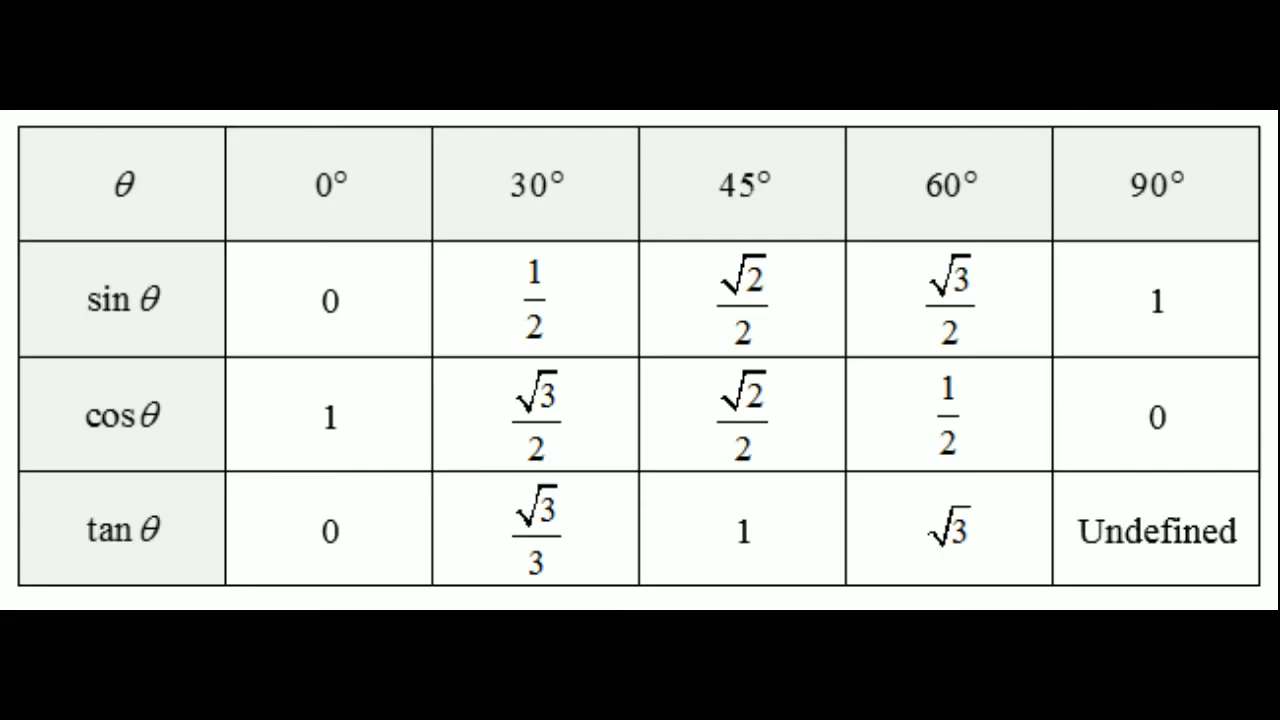 θ 0° 30° 45° 60° 90°
sin θ 0 1/2 √2/2 √3/2 1
cos θ 1 √3/2 √2/2 1/2 0
tan θ 0 √3/3 1 √3 Undefined